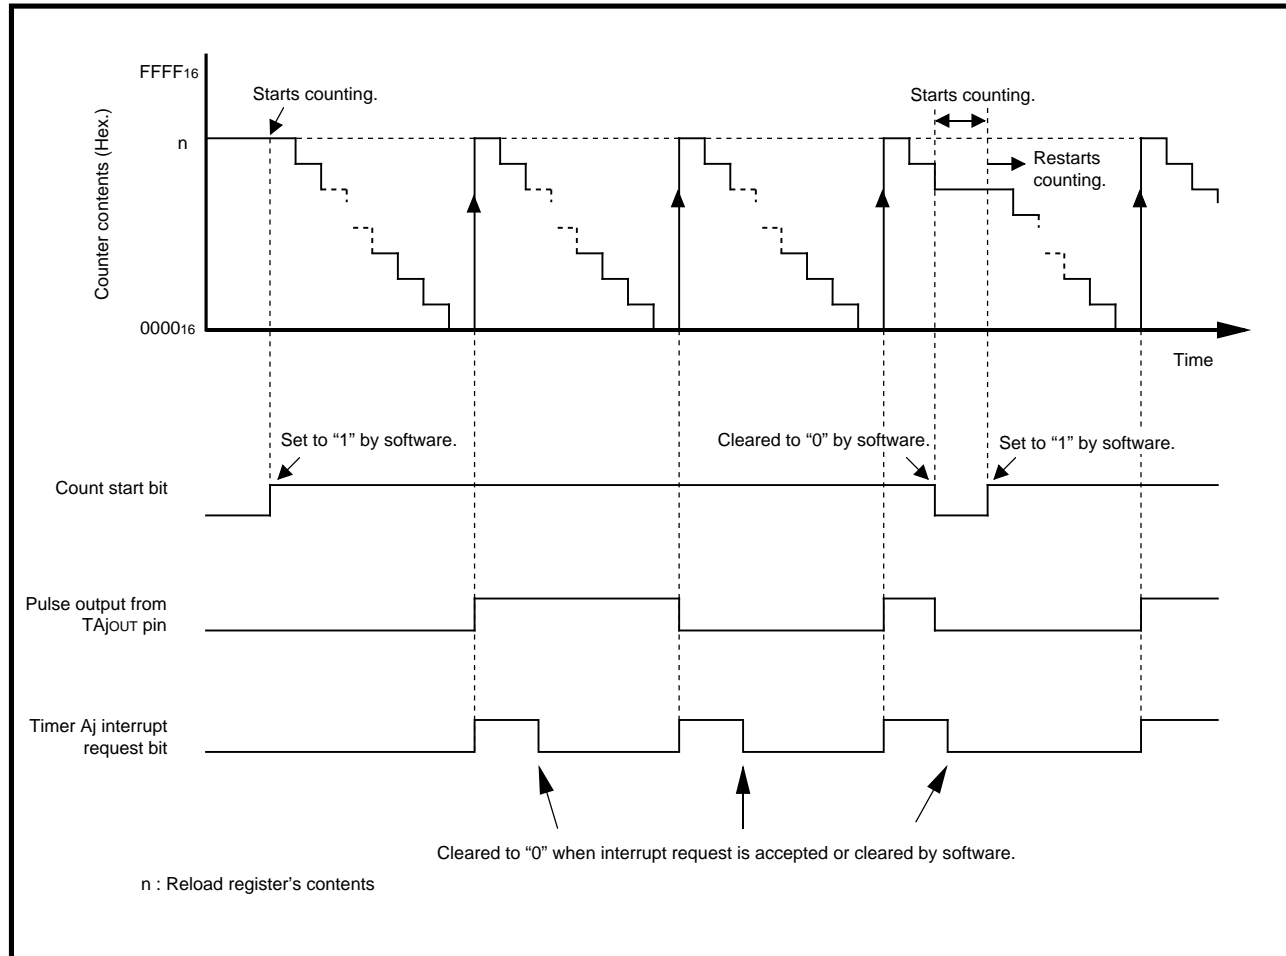 FFFF16
Counter contents (Hex.)
n
000016
Starts counting.
Starts counting.
Restarts
counting.
Time
Set to “1” by software.
Cleared to “0” by software.
Set to “1” by software.
Count start bit
Pulse output from
TAjOUT pin
Timer Aj interrupt
request bit
Cleared to “0” when interrupt request is accepted or cleared by software.
n : Reload register’s contents